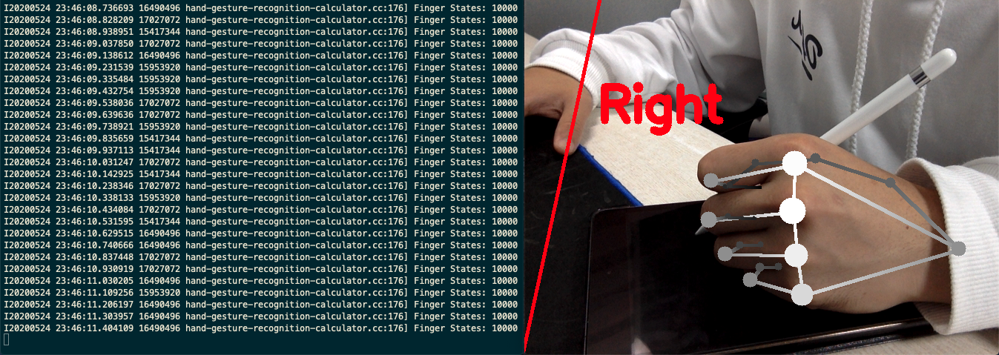 I20200524 23:46:08.736693 16490496 hand-gesture-recognition-calculator.cc:176] Finger States: 10000
I20200524 23:46:08.828209 17027072 hand-gesture-recognition-calculator.cc:176] Finger States: 10000
I20200524 23:46:08.938951 15417344 hand-gesture-recognition-calculator.cc:176] Finger States: 10000
I20200524 23:46:09.037850 17027072 hand-gesture-recognition-calculator.cc:176] Finger States: 10000
I20200524 23:46:09.138612 16490496 hand-gesture-recognition-calculator.cc:176] Finger States: 10000
I20200524 23:46:09.231539 15953920 hand-gesture-recognition-calculator.cc:176] Finger States: 10000
I20200524 23:46:09.335484 16490496 hand-gesture-recognition-calculator.cc:176] Finger States: 10000
I20200524 23:46:09.432754 15953920 hand-gesture-recognition-calculator.cc:176] Finger States: 10000
I20200524 23:46:09.538036 17027072 hand-gesture-recognition-calculator.cc:176] Finger States: 10000
I20200524 23:46:09.639636 17027072 hand-gesture-recognition-calculator.cc:176] Finger States: 10000
I20200524 23:46:09.738921 15417344 hand-gesture-recognition-calculator.cc:176] Finger States: 10000
I20200524 23:46:09.835659 15417344 hand-gesture-recognition-calculator.cc:176] Finger States: 10000
I20200524 23:46:09.937113 15417344 hand-gesture-recognition-calculator.cc:176] Finger States: 10000
I20200524 23:46:10.031247 17027072 hand-gesture-recognition-calculator.cc:176] Finger States: 10000
I20200524 23:46:10.142925 15417344 hand-gesture-recognition-calculator.cc:176] Finger States: 10000
I20200524 23:46:10.238346 17027072 hand-gesture-recognition-calculator.cc:176] Finger States: 10000
I20200524 23:46:10.338133 15953920 hand-gesture-recognition-calculator.cc:176] Finger States: 10000
I20200524 23:46:10.434084 17027072 hand-gesture-recognition-calculator.cc:176] Finger States: 10000
I20200524 23:46:10.531595 15417344 hand-gesture-recognition-calculator.cc:176] Finger States: 10000
I20200524 23:46:10.629515 16490496 hand-gesture-recognition-calculator.cc:176] Finger States: 10000
I20200524 23:46:10.740666 16490496 hand-gesture-recognition-calculator.cc:176] Finger States: 10000
I20200524 23:46:10.837448 17027072 hand-gesture-recognition-calculator.cc:176] Finger States: 10000
I20200524 23:46:10.930919 17027072 hand-gesture-recognition-calculator.cc:176] Finger States: 10000
I20200524 23:46:11.030205 16490496 hand-gesture-recognition-calculator.cc:176] Finger States: 10000
I20200524 23:46:11.109256 15953920 hand-gesture-recognition-calculator.cc:176] Finger States: 10000
I20200524 23:46:11.206197 16490496 hand-gesture-recognition-calculator.cc:176] Finger States: 10000
I20200524 23:46:11.303957 16490496 hand-gesture-recognition-calculator.cc:176] Finger States: 10000
I20200524 23:46:11.404109 16490496 hand-gesture-recognition-calculator.cc:176] Finger States: 10000
Right